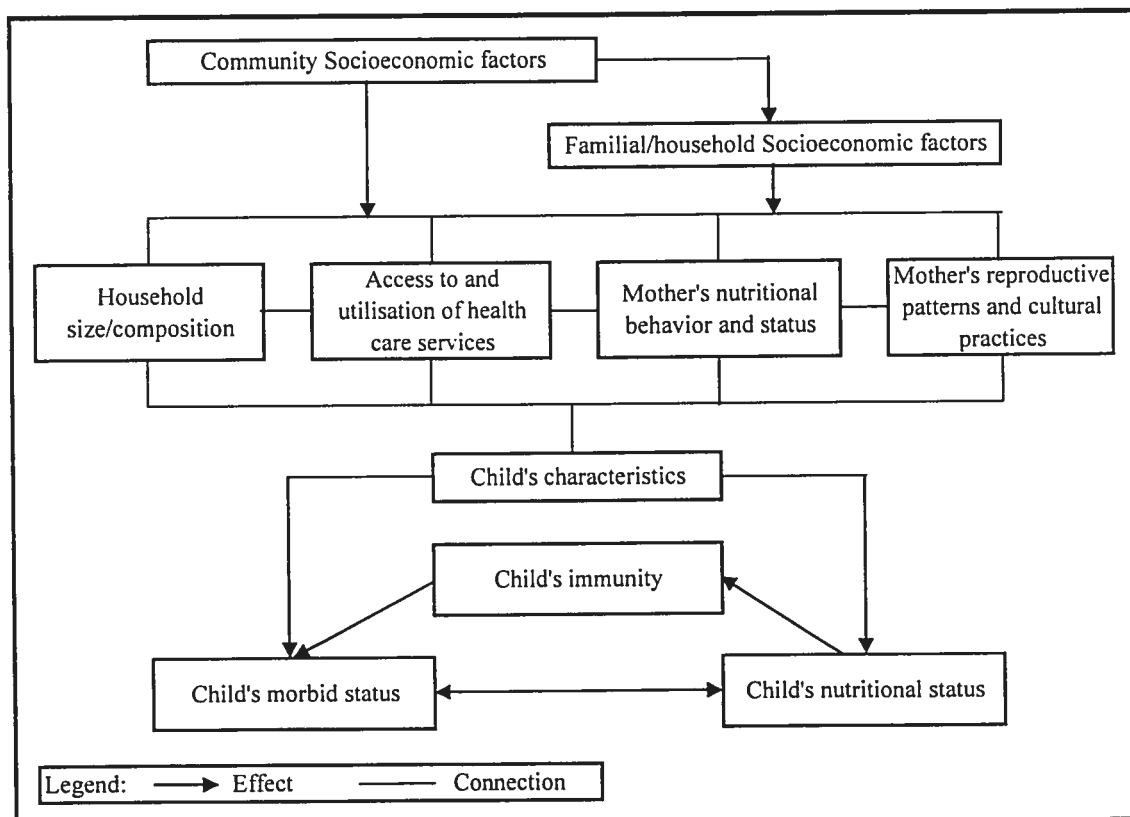 Community Socioeconomic factors
Familial/household Socioeconomic factors
Household
size/composition
Access to and
utilisation of health
care services
Mother's nutritional
behavior and status
Mother's reproductive
patterns and cultural
practices
Child's characteristics
Child's immunity
Child's morbid status
Child's nutritional status
Legend: Effect Connection